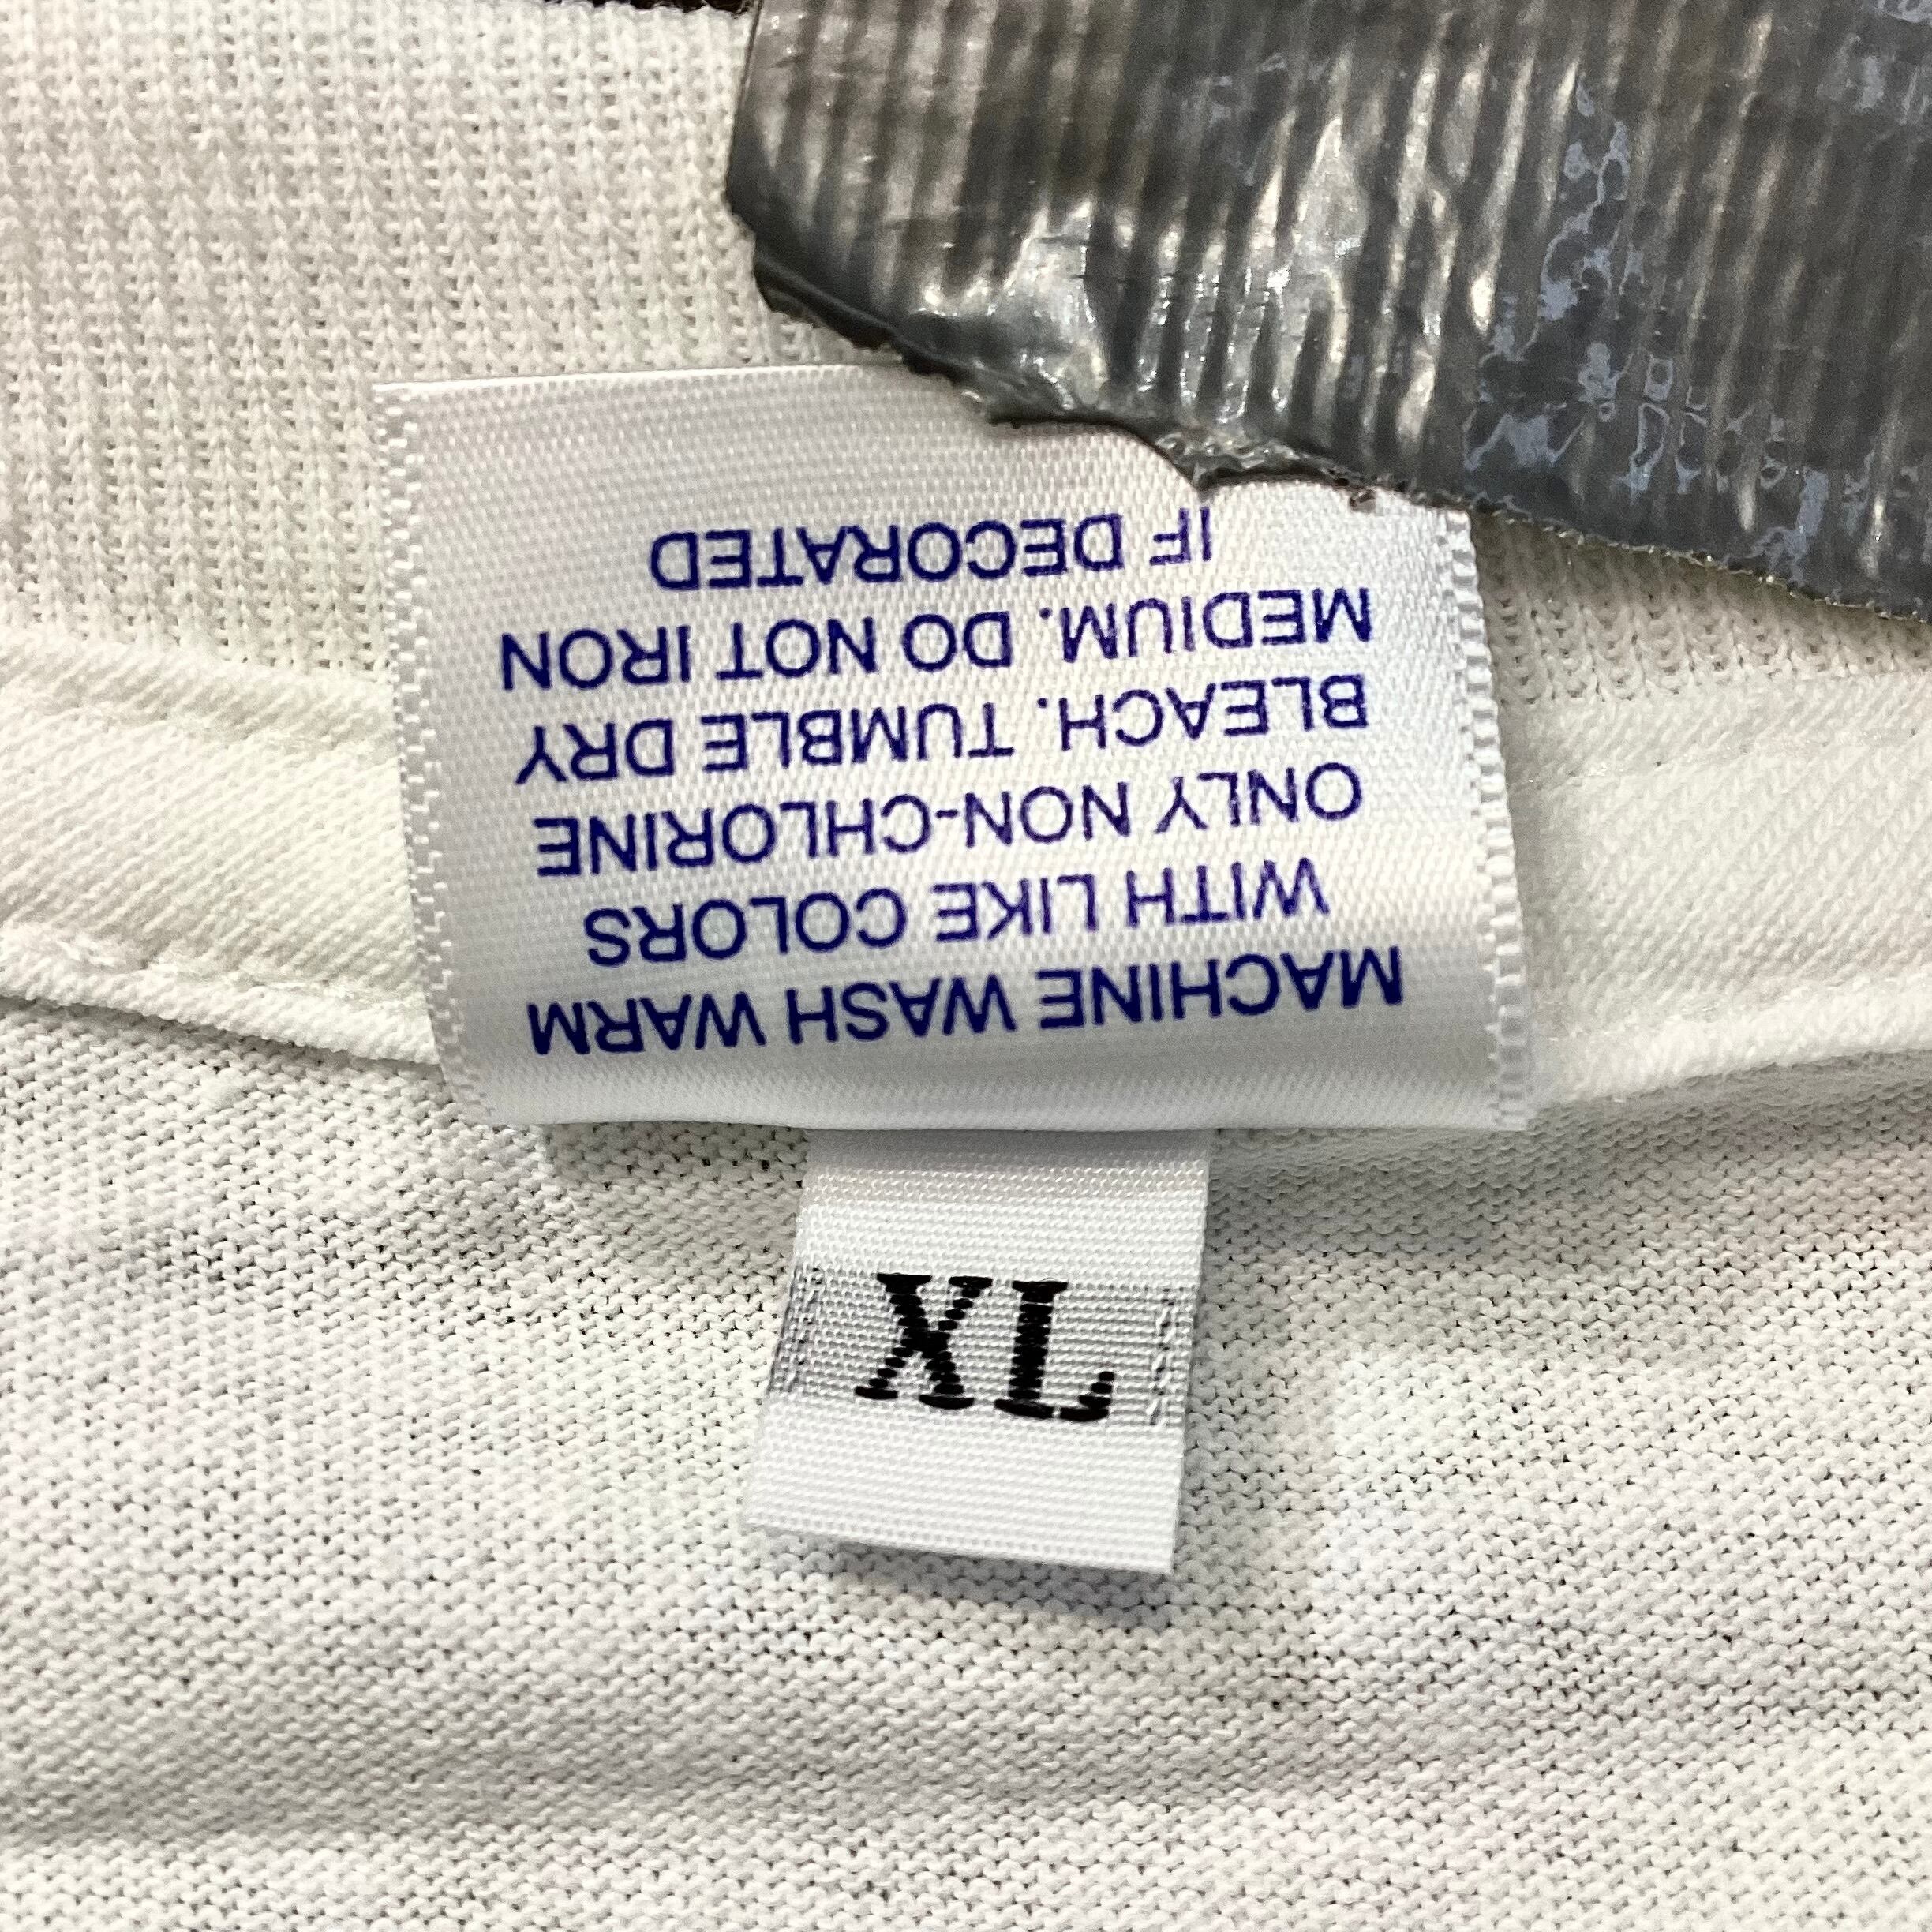 MACHINE WASH WARM
WITH LIKE COLORS
ONLY NON-CHLORINE
BLEACH. TUMBLE DRY
MEDIUM. DO NOT IRON
IF DECORATED
XL